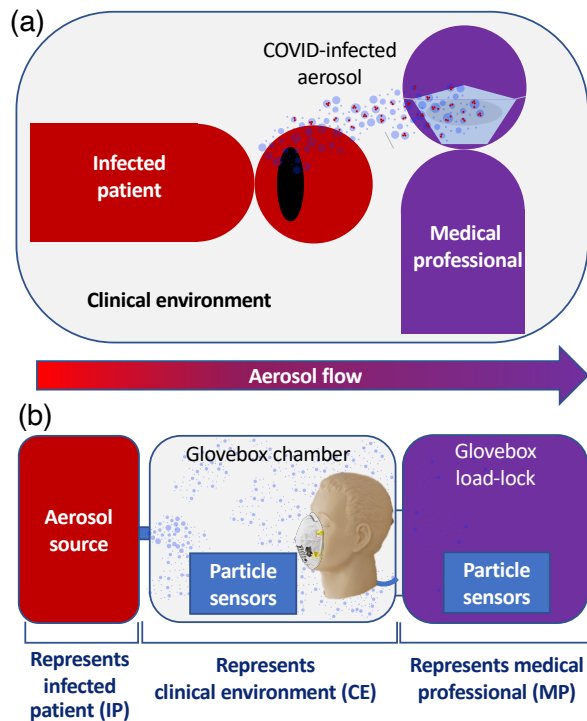 (a)
COVID-infected
aerosol
Infected
patient
Medical
professional
Clinical environment
Aerosol flow
(b)
Glovebox chamber
Glovebox
load-lock
Aerosol
source
Particle
sensors
Particle
sensors
Represents
infected
patient (IP)
Represents
clinical environment (CE)
Represents medical
professional (MP)